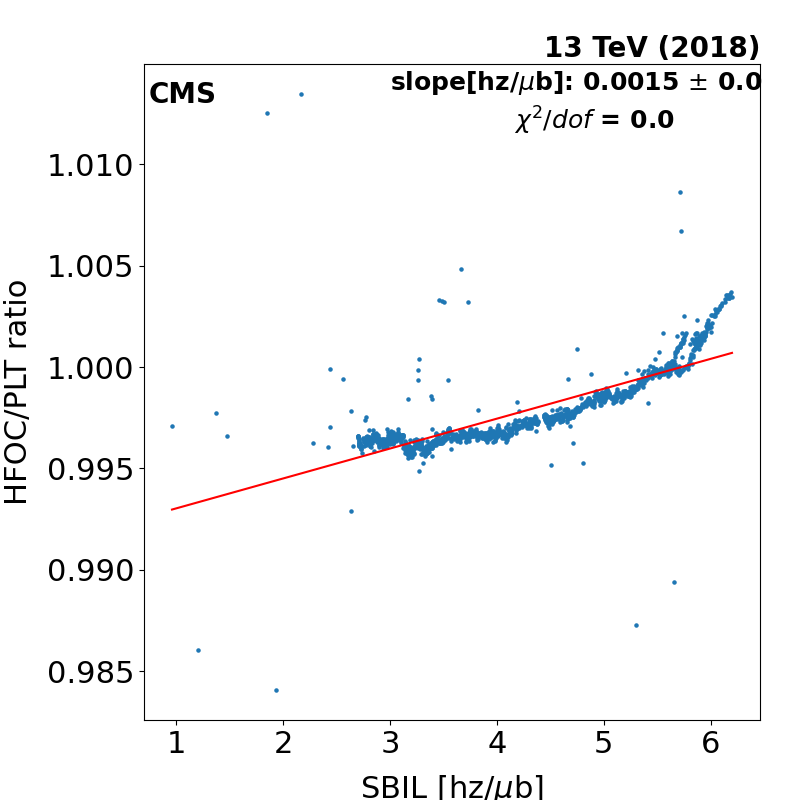 13 TeV (2018)
CMS
slope[hz/μb]: 0.0015 ± 0.0
χ²/dof = 0.0
1.010
1.005
1.000
0.995
0.990
0.985
HFOC/PLT ratio
1 2 3 4 5 6
SBIL [hz/μb]